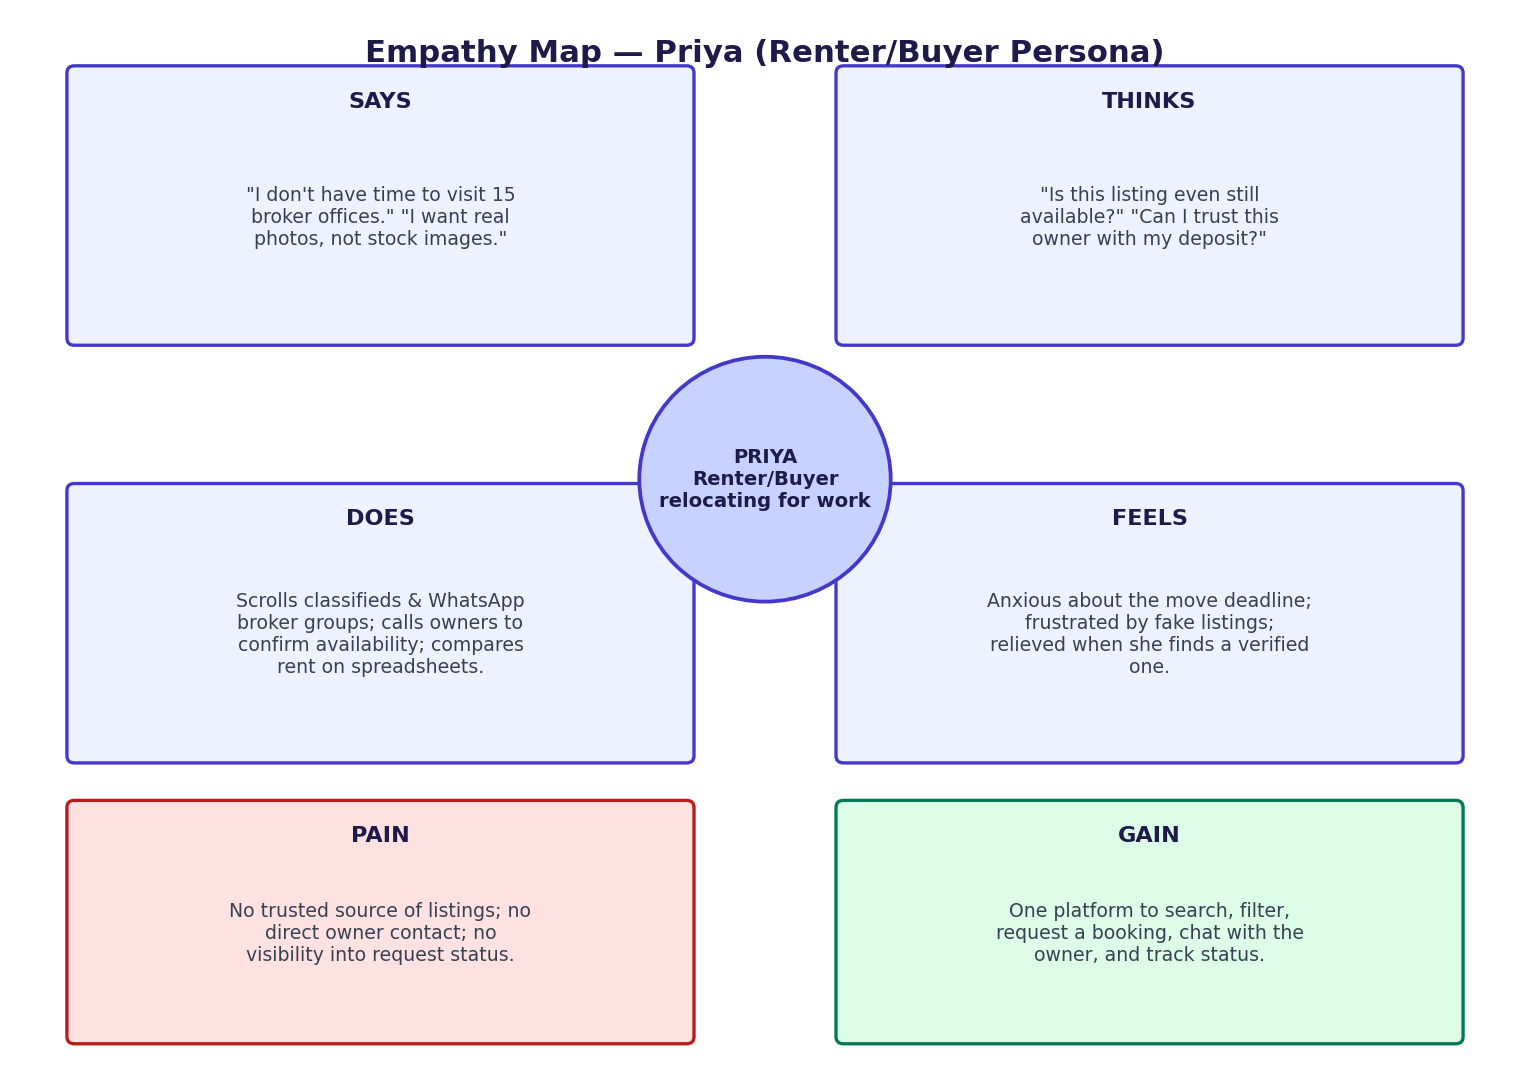 Empathy Map — Priya (Renter/Buyer Persona)
SAYS
"I don't have time to visit 15
broker offices." "I want real
photos, not stock images."
THINKS
"Is this listing even still
available?" "Can I trust this
owner with my deposit?"
PRIYA
Renter/Buyer
relocating for work
DOES
Scrolls classifieds & WhatsApp
broker groups; calls owners to
confirm availability; compares
rent on spreadsheets.
FEELS
Anxious about the move deadline;
frustrated by fake listings;
relieved when she finds a verified
one.
PAIN
No trusted source of listings; no
direct owner contact; no
visibility into request status.
GAIN
One platform to search, filter,
request a booking, chat with the
owner, and track status.